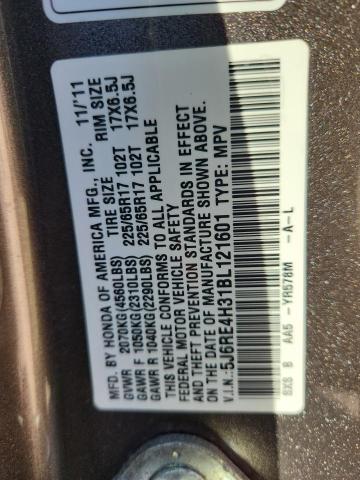 MFD. BY HONDA OF AMERICA MFG., INC. 11/'11
TIRE SIZE RIM SIZE
GVWR 2070KG(4560LBS)
GAWR F 1050KG(2310LBS) 225/65R17 102T 17X6.5J
GAWR R 1040KG(2290LBS) 225/65R17 102T 17X6.5J
THIS VEHICLE CONFORMS TO ALL APPLICABLE
FEDERAL MOTOR VEHICLE SAFETY
AND THEFT PREVENTION STANDARDS IN EFFECT
ON THE DATE OF MANUFACTURE SHOWN ABOVE.
V.I.N.:5J6RE4H31BL121601 TYPE: MPV
SXS B AA5 -YR578M -A-L